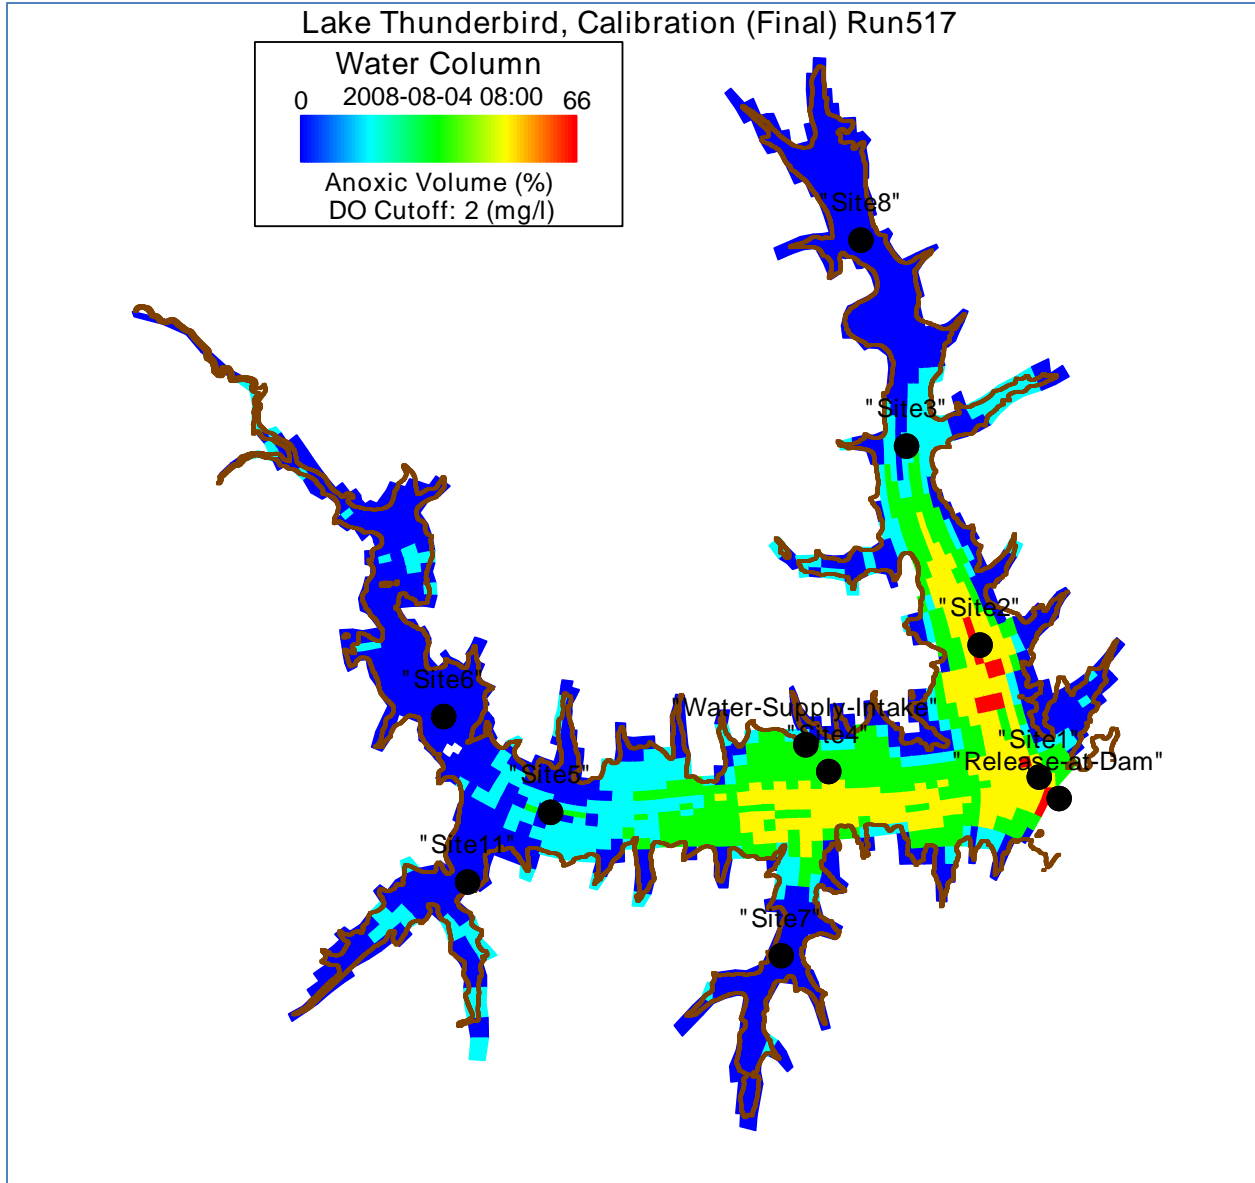 Lake Thunderbird, Calibration (Final) Run517
Water Column
0 2008-08-04 08:00 66
Anoxic Volume (%)
DO Cutoff: 2 (mg/l)
"Site8"
"Site3"
"Site2"
"Site6"
"Water-Supply-Intake"
"Site4"
"Site1"
"Release-at-Dam"
"Site5"
"Site11"
"Site7"